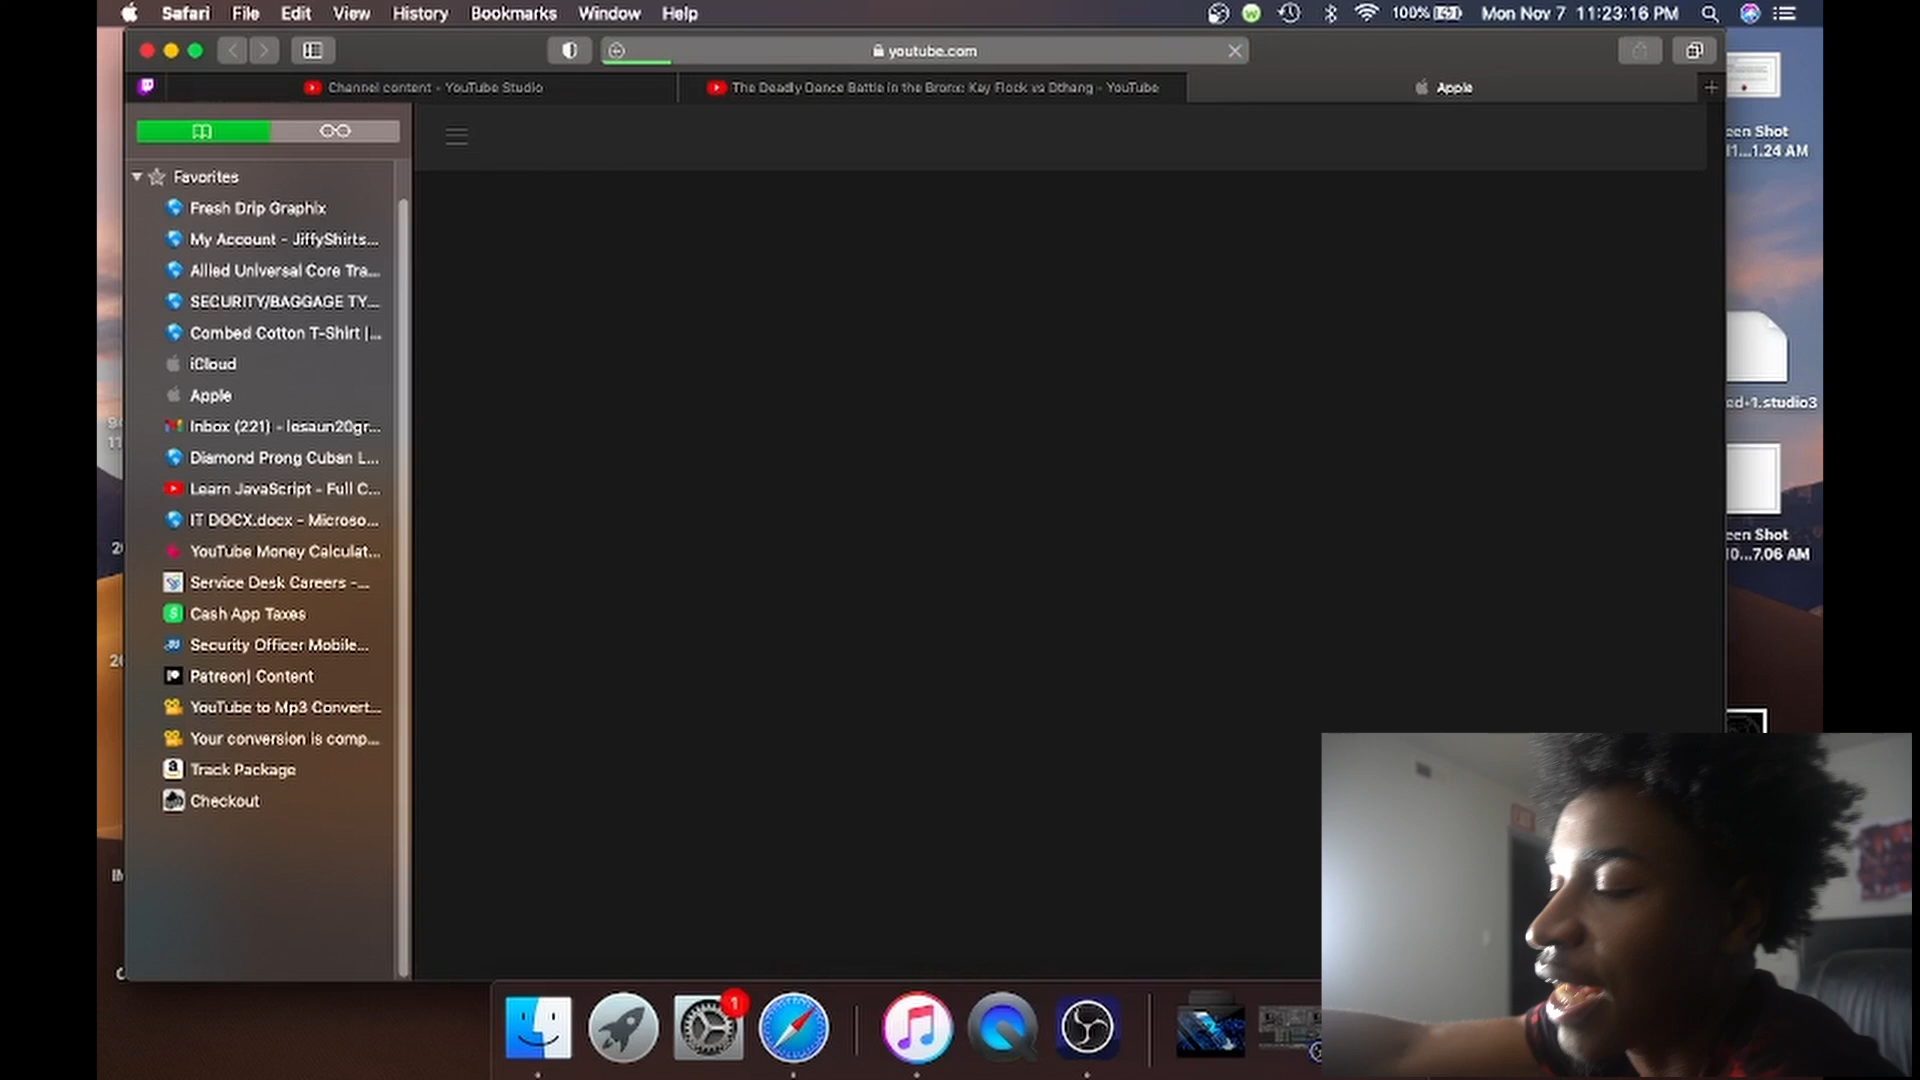 Safari File Edit View History Bookmarks Window Help 100% Mon Nov 7 11:23:16 PM
youtube.com
Channel content - YouTube Studio
The Deadly Dance Battle in the Bronx: Kay Flock vs Dthang - YouTube
Apple
Favorites
Fresh Drip Graphix
My Account - JiffyShirts...
Allied Universal Core Tra...
SECURITY/BAGGAGE TY...
Combed Cotton T-Shirt |...
iCloud
Apple
Inbox (221) - lesaun20gr...
Diamond Prong Cuban L...
Learn JavaScript - Full C...
IT DOCX.docx - Microso...
YouTube Money Calculat...
Service Desk Careers -...
Cash App Taxes
Security Officer Mobile...
Patreon| Content
YouTube to Mp3 Convert...
Your conversion is comp...
Track Package
Checkout
een Shot
1...1.24 AM
ed-1.studio3
een Shot
0...7.06 AM
1